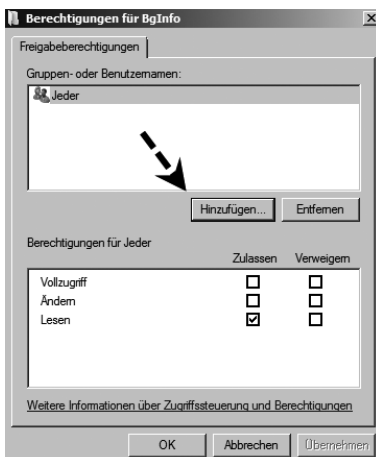 Berechtigungen für BgInfo
Freigabeberechtigungen
Gruppen- oder Benutzernamen:
Jeder
Hinzufügen... Entfernen
Berechtigungen für Jeder
Zulassen Verweigern
Vollzugriff
Ändern
Lesen
Weitere Informationen über Zugriffssteuerung und Berechtigungen
OK Abbrechen Übernehmen